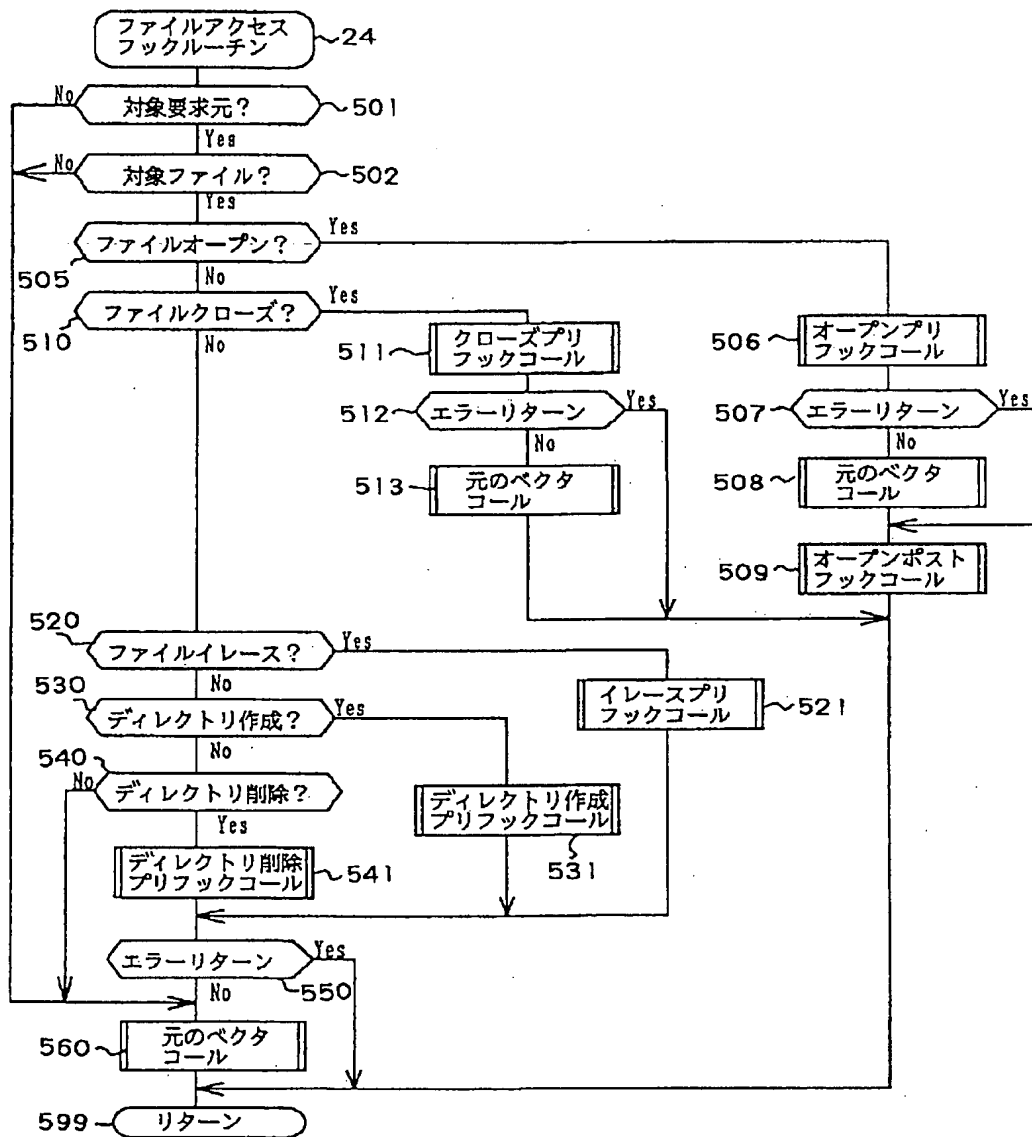 ファイルアクセス
フックルーチン
24
No
対象要求元?
501
Yes
No
対象ファイル?
502
Yes
ファイルオープン?
Yes
505
No
ファイルクローズ?
Yes
510
No
511
クローズプリ
フックコール
506
オープンプリ
フックコール
512
エラーリターン
Yes
507
エラーリターン
Yes
No
No
513
元のベクタ
コール
508
元のベクタ
コール
509
オープンポスト
フックコール
520
ファイルイレース?
Yes
No
530
ディレクトリ作成?
Yes
イレースプリ
フックコール
521
No
540
No
ディレクトリ削除?
Yes
ディレクトリ作成
プリフックコール
531
ディレクトリ削除
プリフックコール
541
エラーリターン
Yes
550
No
560
元のベクタ
コール
599
リターン